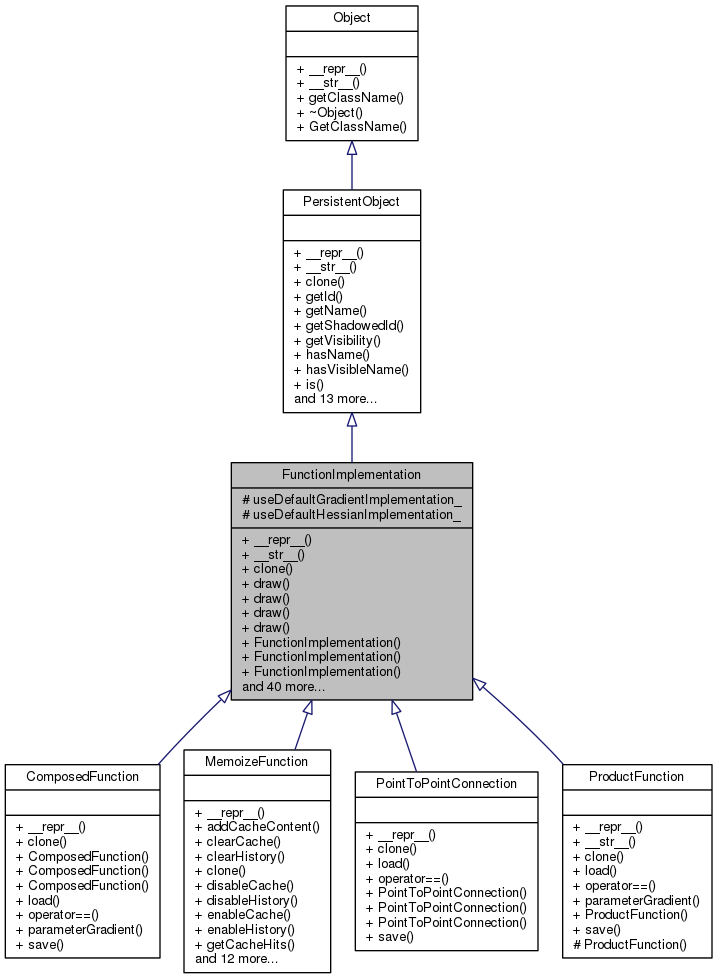 Object
+ __repr__()
+ __str__()
+ getClassName()
+ ~Object()
+ GetClassName()
PersistentObject
+ __repr__()
+ __str__()
+ clone()
+ getId()
+ getName()
+ getShadowedId()
+ getVisibility()
+ hasName()
+ hasVisibleName()
+ is()
and 13 more...
FunctionImplementation
# useDefaultGradientImplementation_
# useDefaultHessianImplementation_
+ __repr__()
+ __str__()
+ clone()
+ draw()
+ draw()
+ draw()
+ draw()
+ FunctionImplementation()
+ FunctionImplementation()
+ FunctionImplementation()
and 40 more...
ComposedFunction
+ __repr__()
+ clone()
+ ComposedFunction()
+ ComposedFunction()
+ ComposedFunction()
+ load()
+ operator==()
+ parameterGradient()
+ save()
MemoizeFunction
+ __repr__()
+ addCacheContent()
+ clearCache()
+ clearHistory()
+ clone()
+ disableCache()
+ disableHistory()
+ enableCache()
+ enableHistory()
+ getCacheHits()
and 12 more...
PointToPointConnection
+ __repr__()
+ clone()
+ load()
+ operator==()
+ PointToPointConnection()
+ PointToPointConnection()
+ PointToPointConnection()
+ save()
ProductFunction
+ __repr__()
+ __str__()
+ clone()
+ load()
+ operator==()
+ parameterGradient()
+ ProductFunction()
+ save()
# ProductFunction()